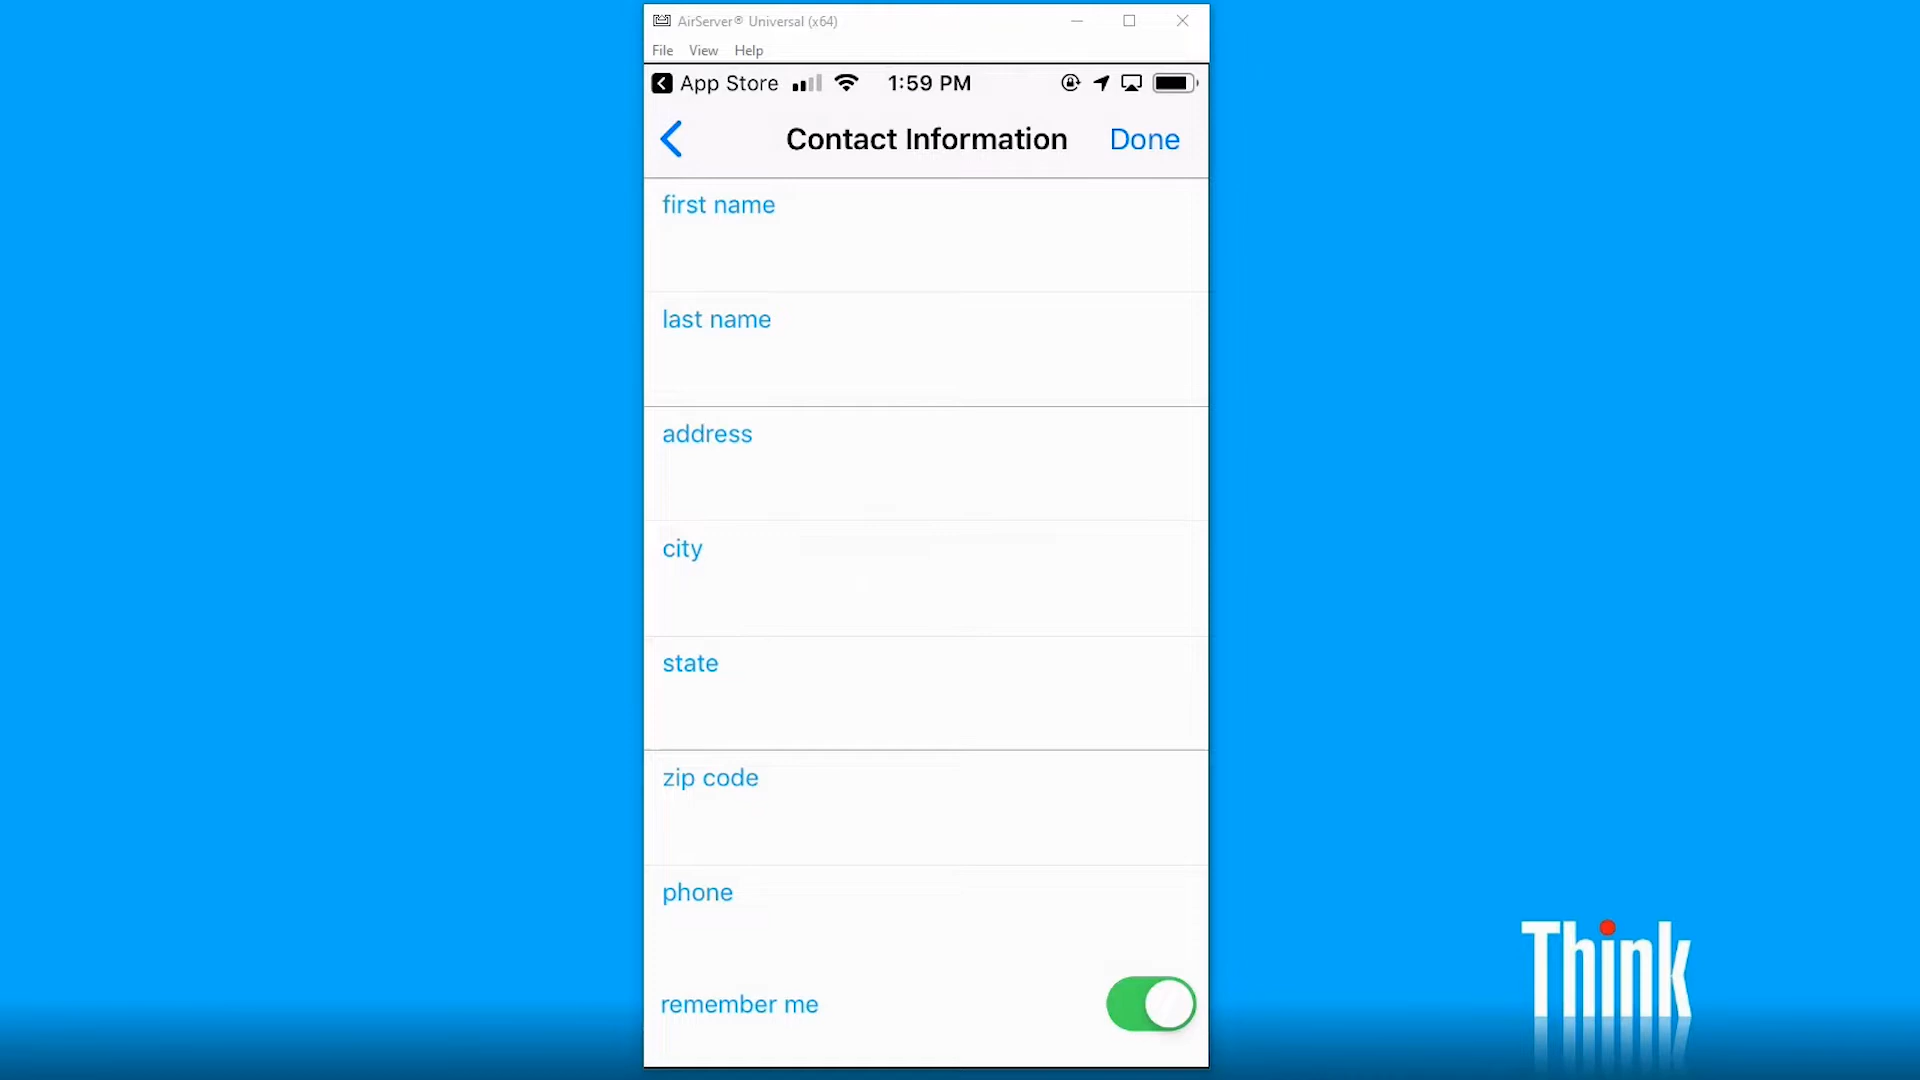 AirServer® Universal (x64)
File View Help
App Store 1:59 PM
Contact Information Done
first name
last name
address
city
state
zip code
phone
remember me
Think